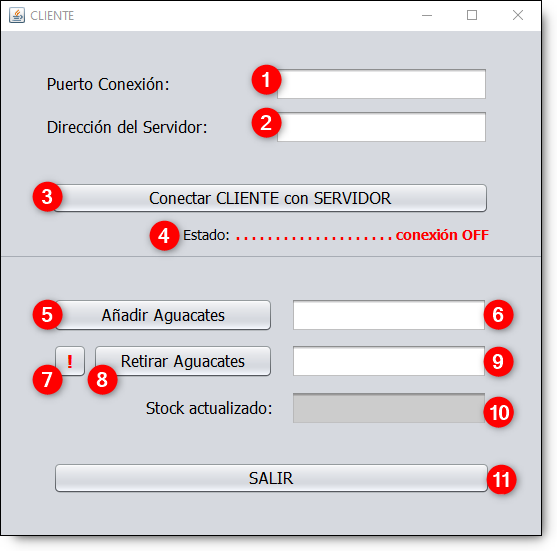 CLIENTE
Puerto Conexión: 1
Dirección del Servidor: 2
3 Conectar CLIENTE con SERVIDOR
4 Estado: . . . . . . . . . . . . . . . . . . . . conexión OFF
5 Añadir Aguacates 6
! Retirar Aguacates 9
7 8
Stock actualizado: 10
SALIR 11